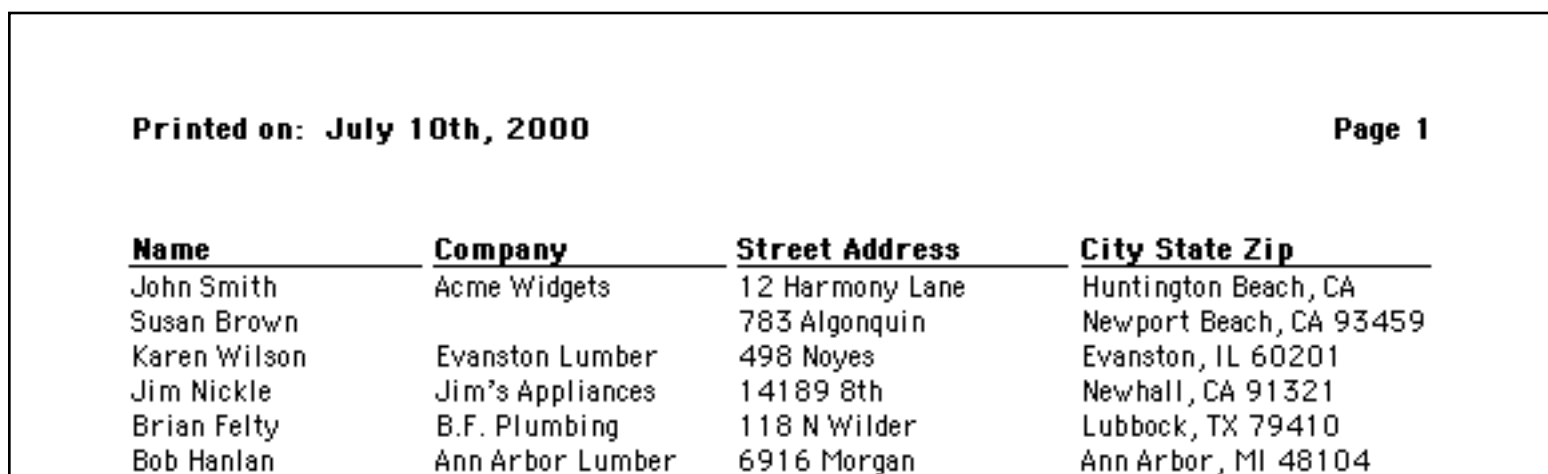 Printed on: July 10th, 2000 Page 1
Name Company Street Address City State Zip
John Smith Acme Widgets 12 Harmony Lane Huntington Beach, CA
Susan Brown 783 Algonquin Newport Beach, CA 93459
Karen Wilson Evanston Lumber 498 Noyes Evanston, IL 60201
Jim Nickle Jim's Appliances 14189 8th Newhall, CA 91321
Brian Felty B.F. Plumbing 118 N Wilder Lubbock, TX 79410
Bob Hanlan Ann Arbor Lumber 6916 Morgan Ann Arbor, MI 48104